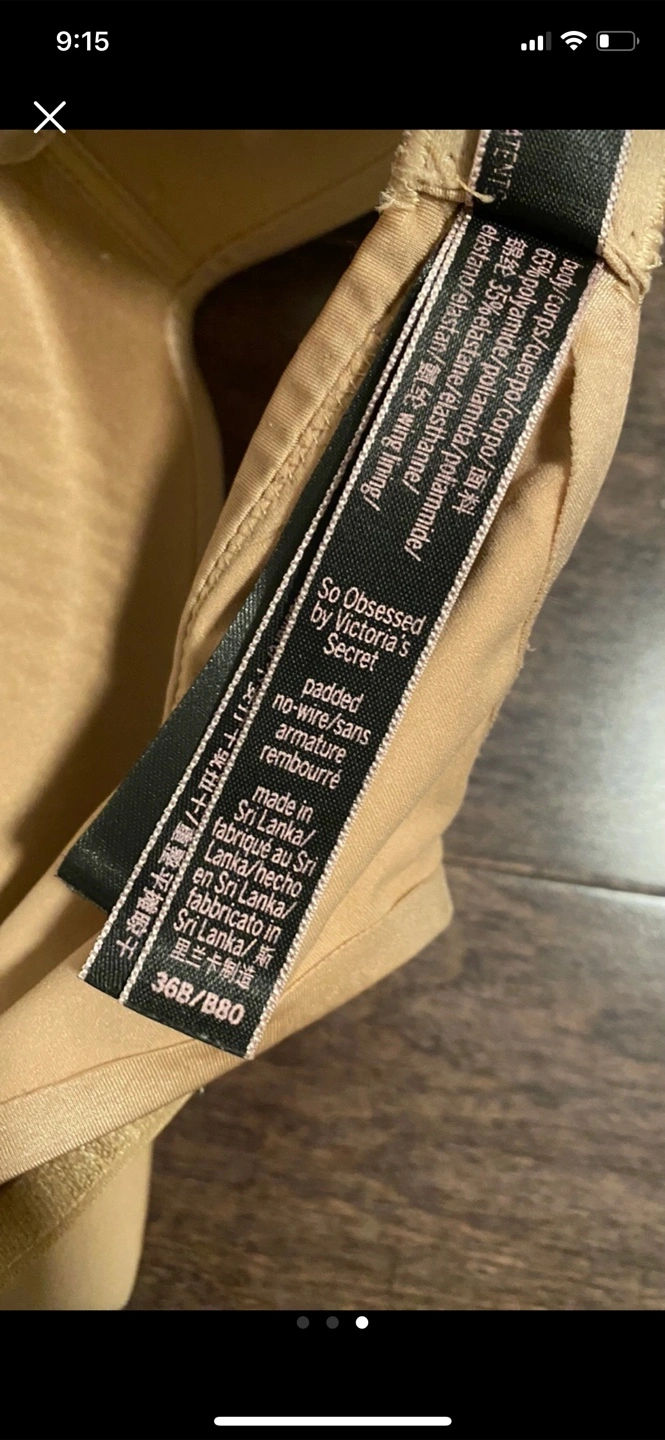 9:15
ATENT
body/corps/cuerpo/corpo/ 面料
65%polyamide/poliamida/poliammide/
锦纶 35%elastane/élasthanne/
elastano/elastan/氨纶 wing lining/
So Obsessed
by Victoria's
Secret
padded
no-wire/sans
armature
rembourré
made in
Sri Lanka/
fabriqué au Sri
Lanka/hecho
en Sri Lanka/
fabbricato in
Sri Lanka/ 斯
里兰卡制造
36B/B80